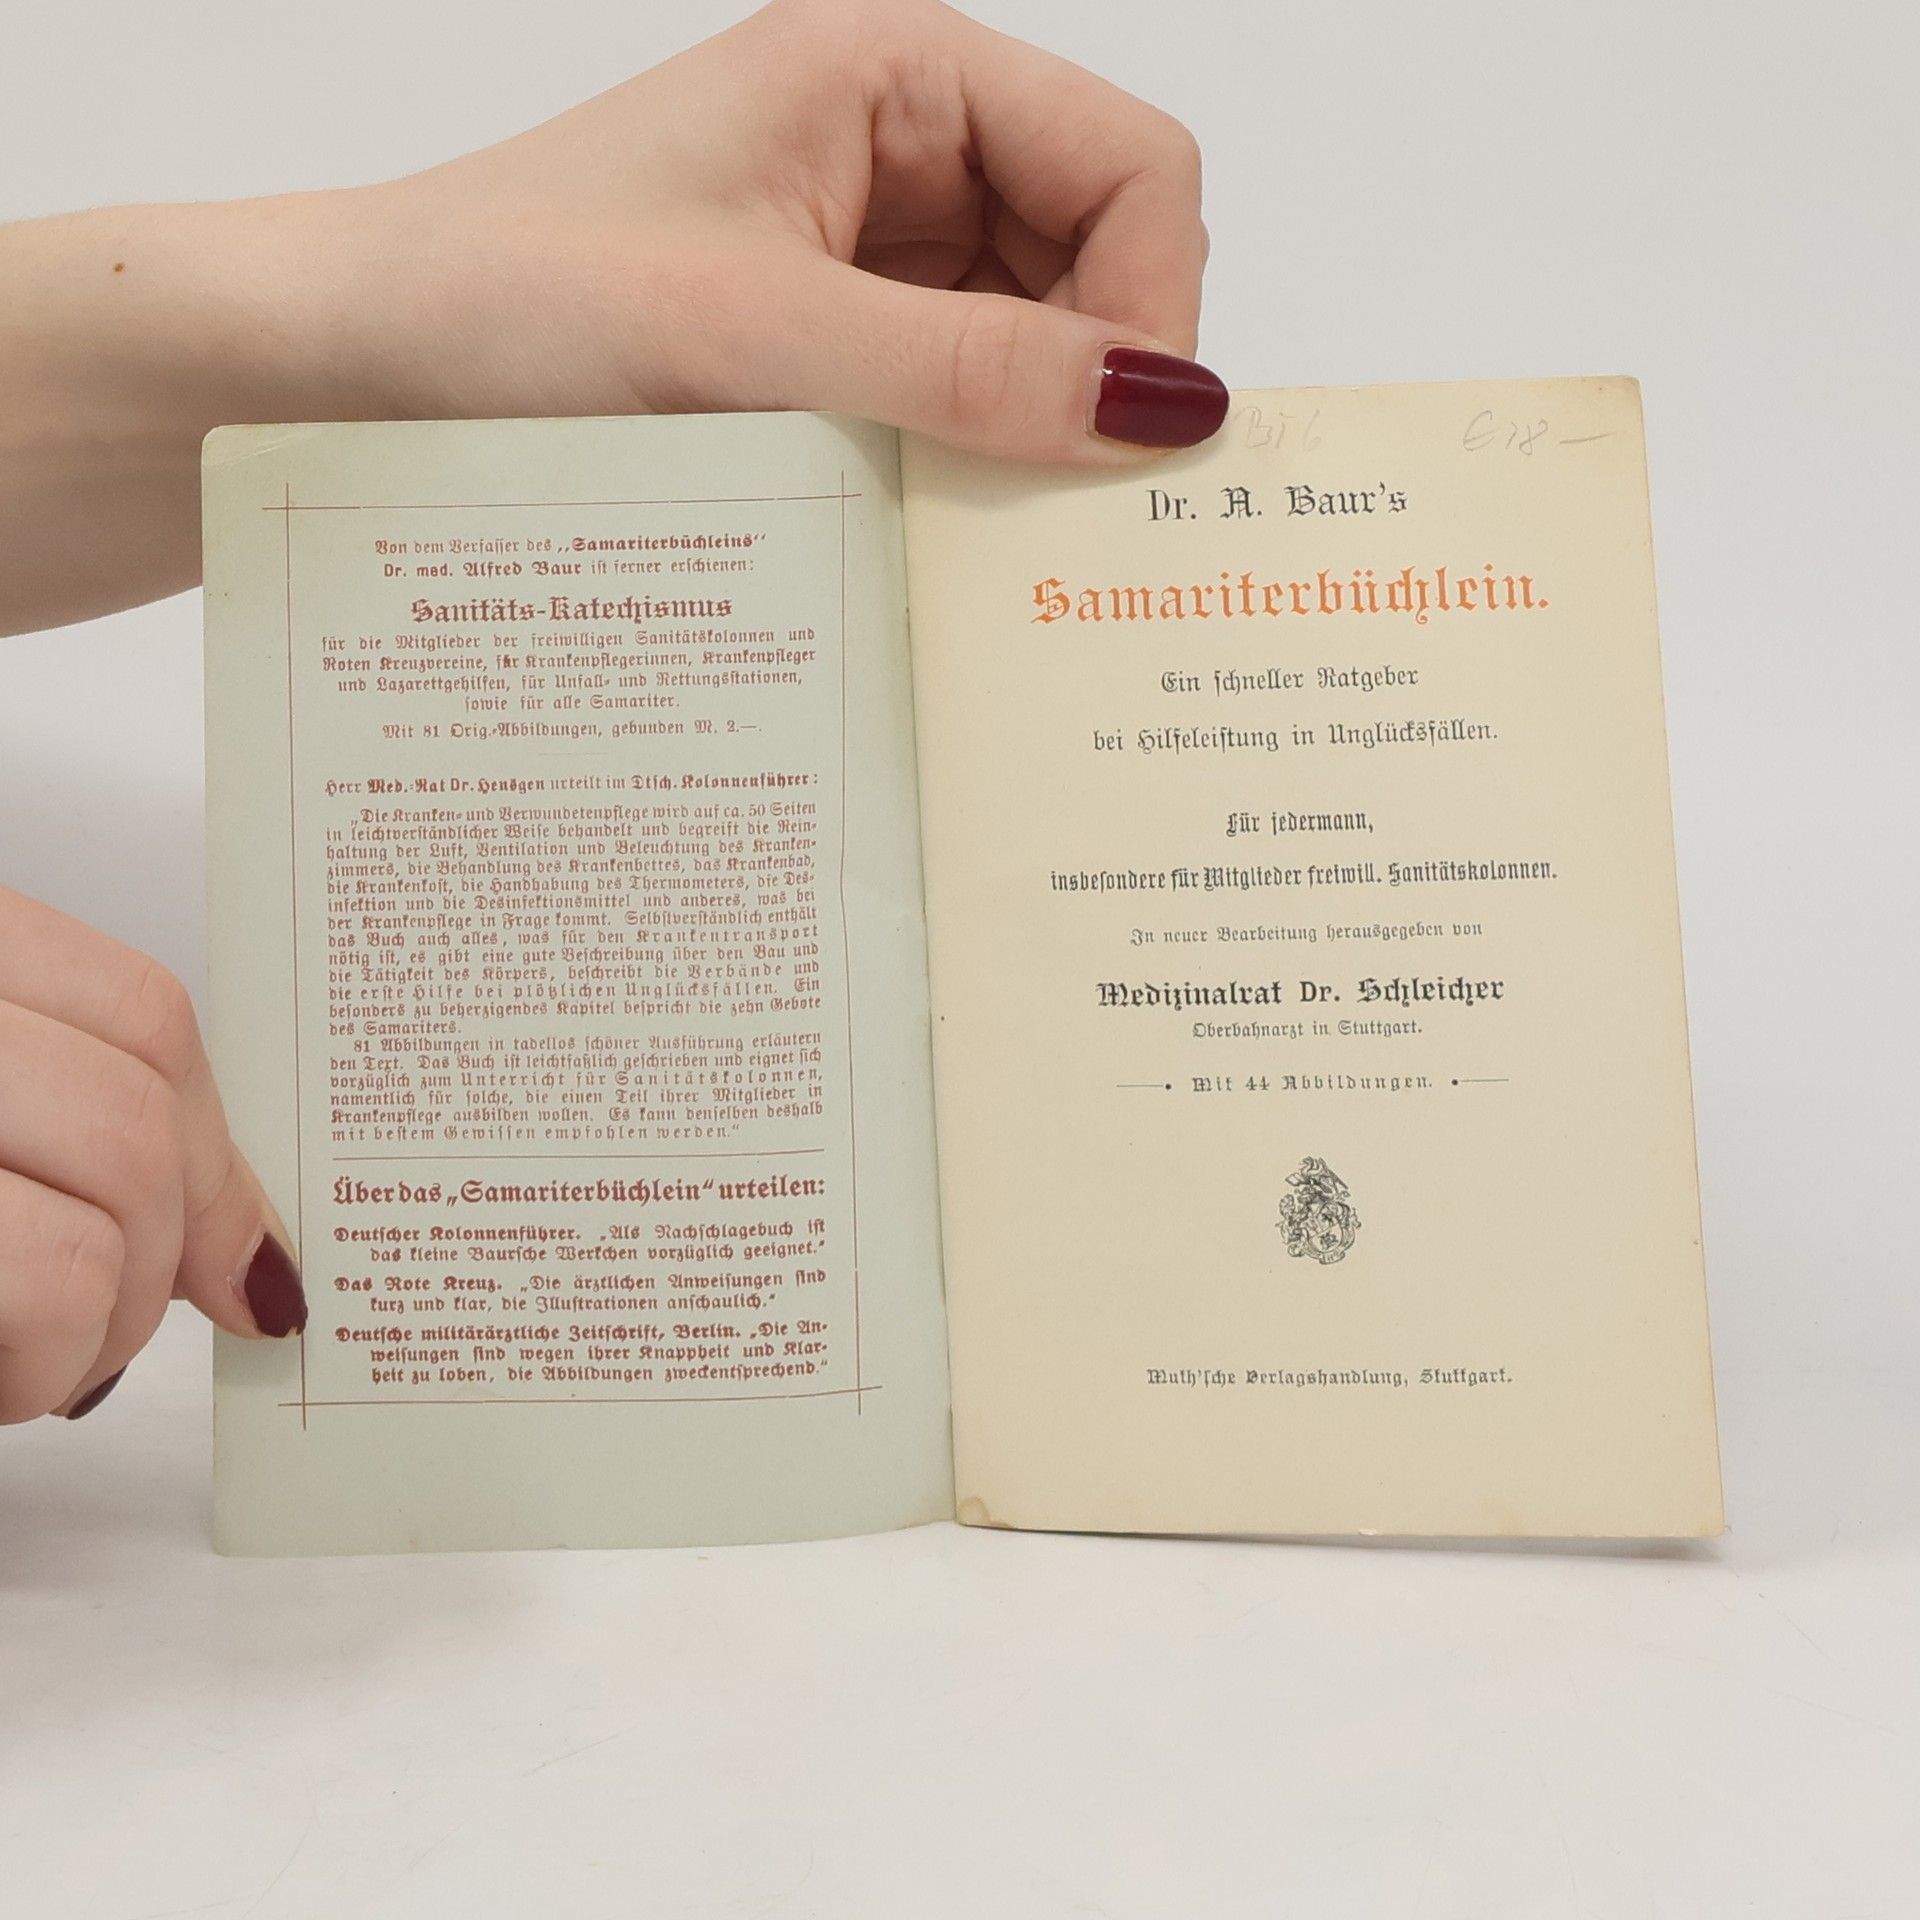 Von dem Verfaſſer des „Samariterbüchleins“
Dr. med. Alfred Baur iſt ferner erſchienen:
Sanitäts-Katechismus
für die Mitglieder der freiwilligen Sanitätskolonnen und
Roten Kreuzvereine, für Krankenpflegerinnen, Krankenpfleger
und Lazarettgehilfen, für Unfall- und Rettungsſtationen,
ſowie für alle Samariter.
Mit 81 Orig.-Abbildungen, gebunden M. 2.—.
Herr Med.-Rat Dr. Hensgen urteilt im Dtſch. Kolonnenführer:
„Die Kranken- und Verwundetenpflege wird auf ca. 50 Seiten
in leichtverſtändlicher Weiſe behandelt und begreift die Rein-
haltung der Luft, Ventilation und Beleuchtung des Kranken-
zimmers, die Behandlung des Krankenbettes, das Krankenbad,
die Krankenkoſt, die Handhabung des Thermometers, die Des-
infektion und die Desinfektionsmittel und anderes, was bei
der Krankenpflege in Frage kommt. Selbſtverſtändlich enthält
das Buch auch alles, was für den Krankentransport
nötig iſt, es gibt eine gute Beſchreibung über den Bau und
die Tätigkeit des Körpers, beſchreibt die Verbände und
die erſte Hilfe bei plötzlichen Unglücksfällen. Ein
beſonders zu beherzigendes Kapitel beſpricht die zehn Gebote
des Samariters.
81 Abbildungen in tadellos ſchöner Ausführung erläutern
den Text. Das Buch iſt leichtfaßlich geſchrieben und eignet ſich
vorzüglich zum Unterricht für Sanitätskolonnen,
namentlich für ſolche, die einen Teil ihrer Mitglieder in
Krankenpflege ausbilden wollen. Es kann denſelben deshalb
mit beſtem Gewiſſen empfohlen werden.“
Über das „Samariterbüchlein“ urteilen:
Deutſcher Kolonnenführer. „Als Nachſchlagebuch iſt
das kleine Baurſche Werkchen vorzüglich geeignet.“
Das Rote Kreuz. „Die ärztlichen Anweiſungen ſind
kurz und klar, die Illuſtrationen anſchaulich.“
Deutſche militärärztliche Zeitſchrift, Berlin. „Die An-
weiſungen ſind wegen ihrer Knappheit und Klar-
heit zu loben, die Abbildungen zweckentſprechend.“
Bi 6
€ 18 —
Dr. A. Baur's
Samariterbüchlein.
Ein ſchneller Ratgeber
bei Hilfeleiſtung in Unglücksfällen.
Für jedermann,
insbeſondere für Mitglieder freiwill. Sanitätskolonnen.
In neuer Bearbeitung herausgegeben von
Medizinalrat Dr. Schleicher
Oberbahnarzt in Stuttgart.
Mit 44 Abbildungen.
Muth'ſche Verlagshandlung, Stuttgart.